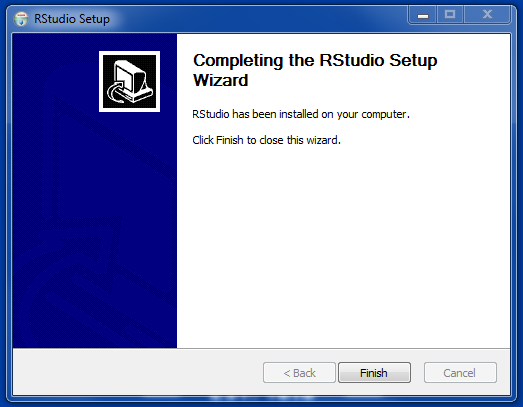 RStudio Setup
Completing the RStudio Setup
Wizard
RStudio has been installed on your computer.
Click Finish to close this wizard.
< Back
Finish
Cancel